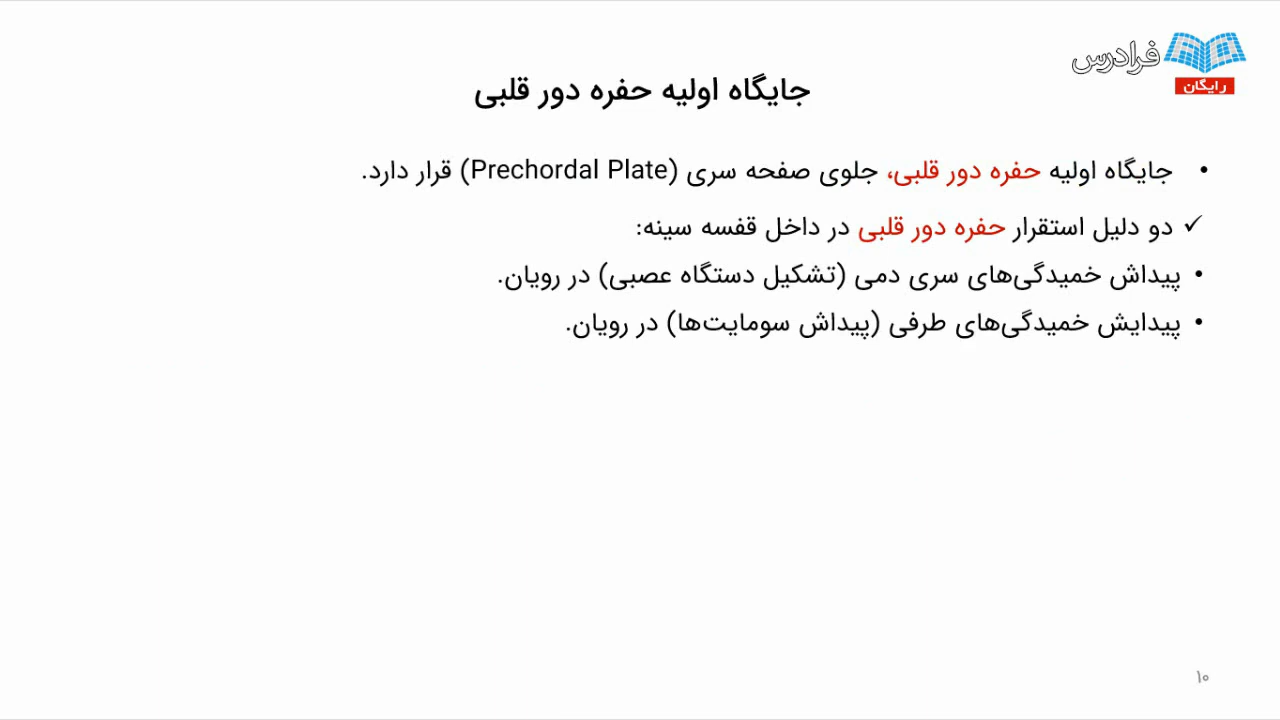 فرادرس
رایگان
جایگاه اولیه حفره دور قلبی
• جایگاه اولیه حفره دور قلبی، جلوی صفحه سری (Prechordal Plate) قرار دارد.
✓ دو دلیل استقرار حفره دور قلبی در داخل قفسه سینه:
• پیداش خمیدگی‌های سری دمی (تشکیل دستگاه عصبی) در رویان.
• پیدایش خمیدگی‌های طرفی (پیداش سومایت‌ها) در رویان.
۱۰